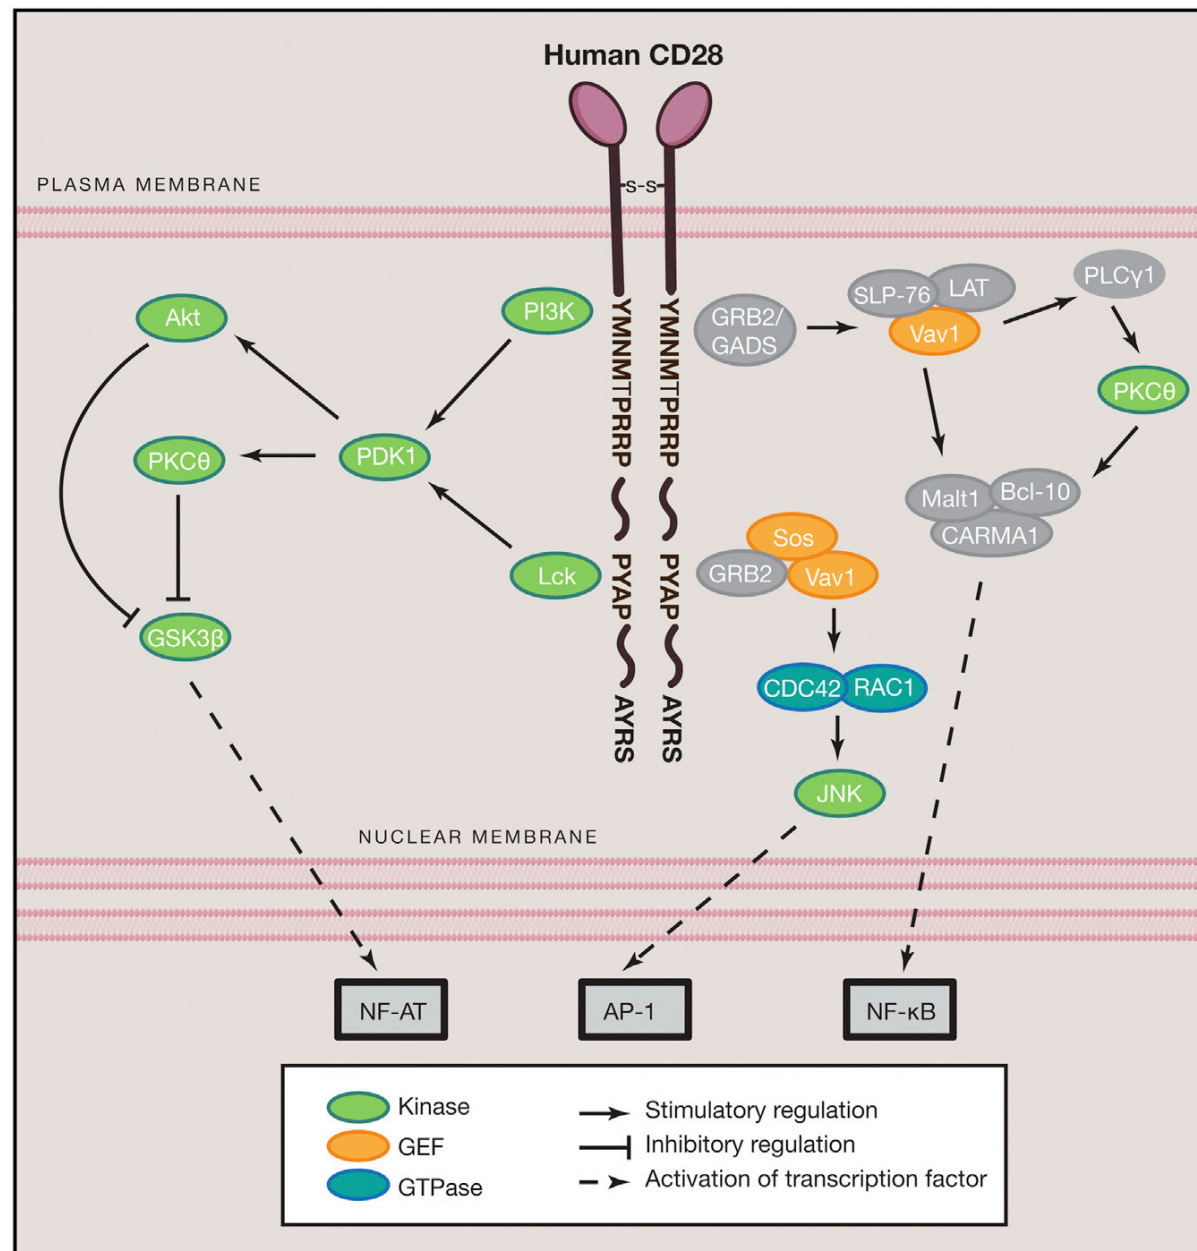 Human CD28
PLASMA MEMBRANE
s-s
YMNMTPRRP
PYAP
AYRS
YMNMTPRRP
PYAP
AYRS
Akt
PI3K
PKCθ
PDK1
Lck
GSK3β
GRB2/
GADS
SLP-76
LAT
Vav1
PLCγ1
PKCθ
Malt1
Bcl-10
CARMA1
Sos
GRB2
Vav1
CDC42
RAC1
JNK
NUCLEAR MEMBRANE
NF-AT
AP-1
NF-κB
Kinase
GEF
GTPase
Stimulatory regulation
Inhibitory regulation
Activation of transcription factor